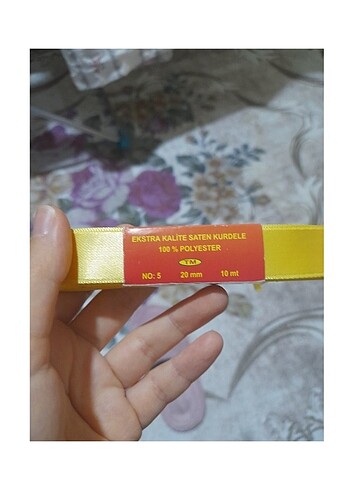 EKSTRA KALİTE SATEN KURDELE
100 % POLYESTER
TM
NO: 5 20 mm 10 mt